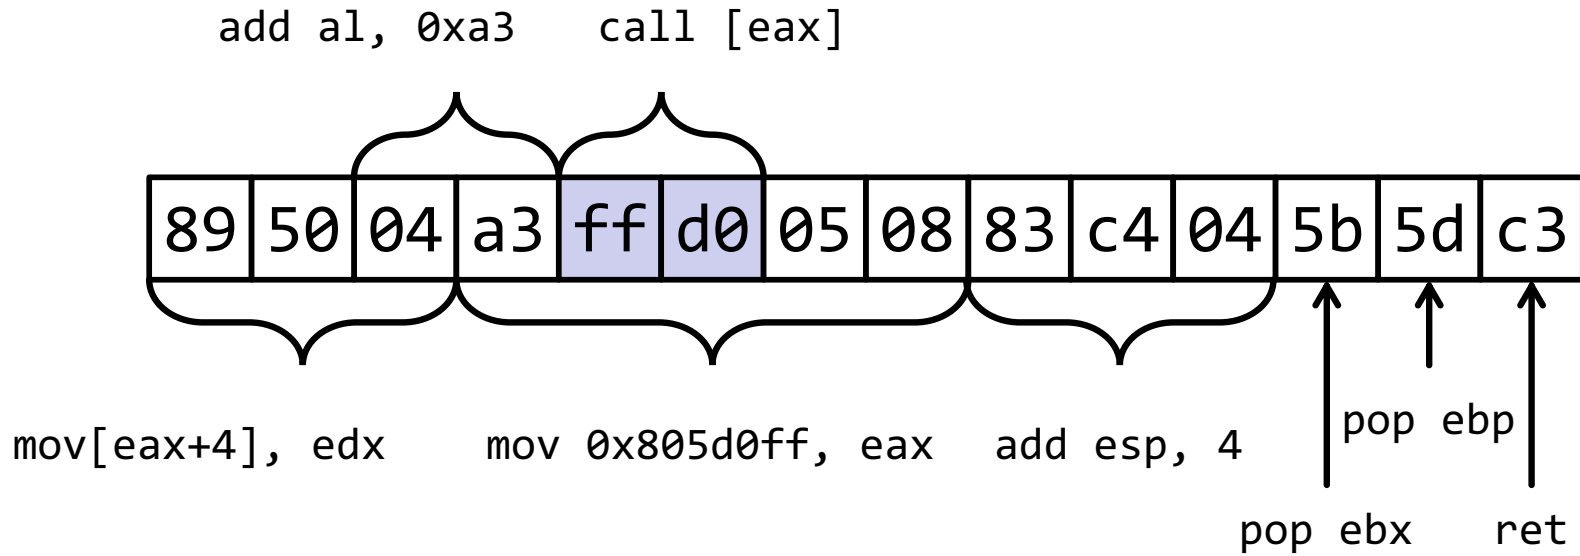 add al, 0xa3 call [eax]
89 50 04 a3 ff d0 05 08 83 c4 04 5b 5d c3
mov[eax+4], edx mov 0x805d0ff, eax add esp, 4 pop ebp
pop ebx ret